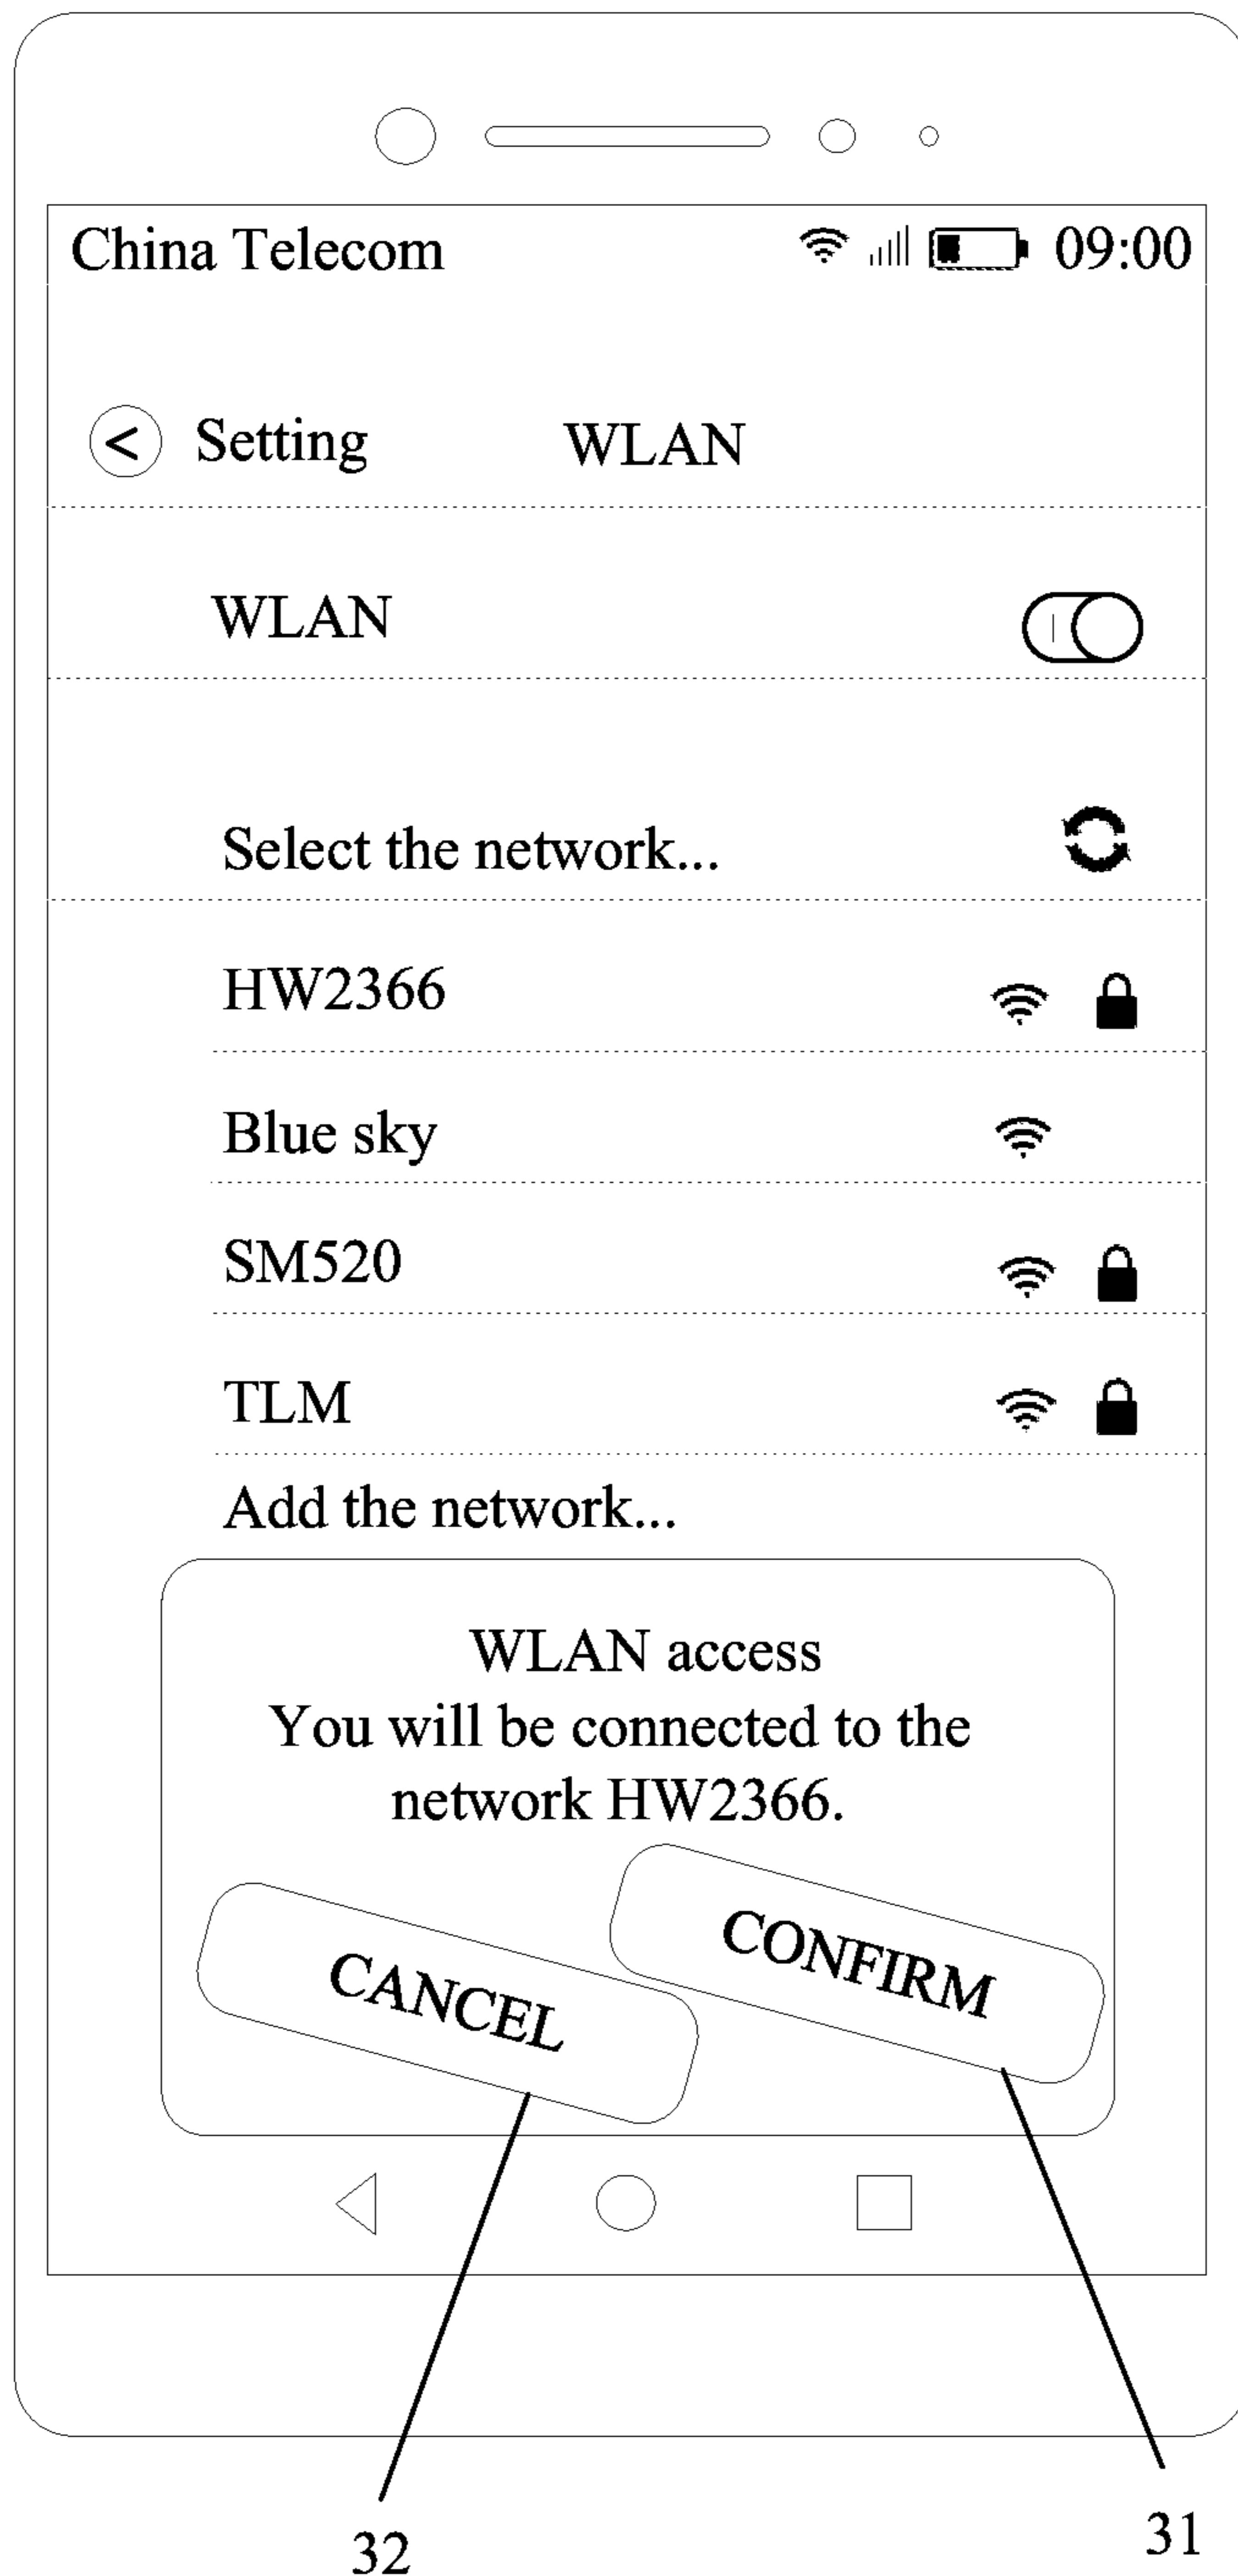 China Telecom 09:00
< Setting WLAN
WLAN
Select the network...
HW2366
Blue sky
SM520
TLM
Add the network...
WLAN access
You will be connected to the
network HW2366.
CANCEL CONFIRM
32 31